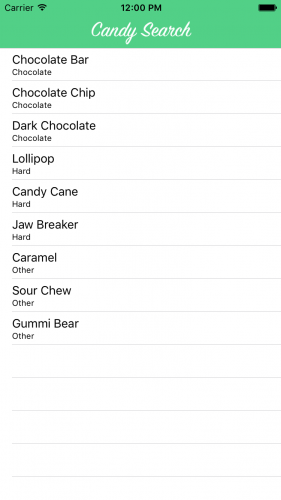 Carrier 12:00 PM
Candy Search
Chocolate Bar
Chocolate
Chocolate Chip
Chocolate
Dark Chocolate
Chocolate
Lollipop
Hard
Candy Cane
Hard
Jaw Breaker
Hard
Caramel
Other
Sour Chew
Other
Gummi Bear
Other